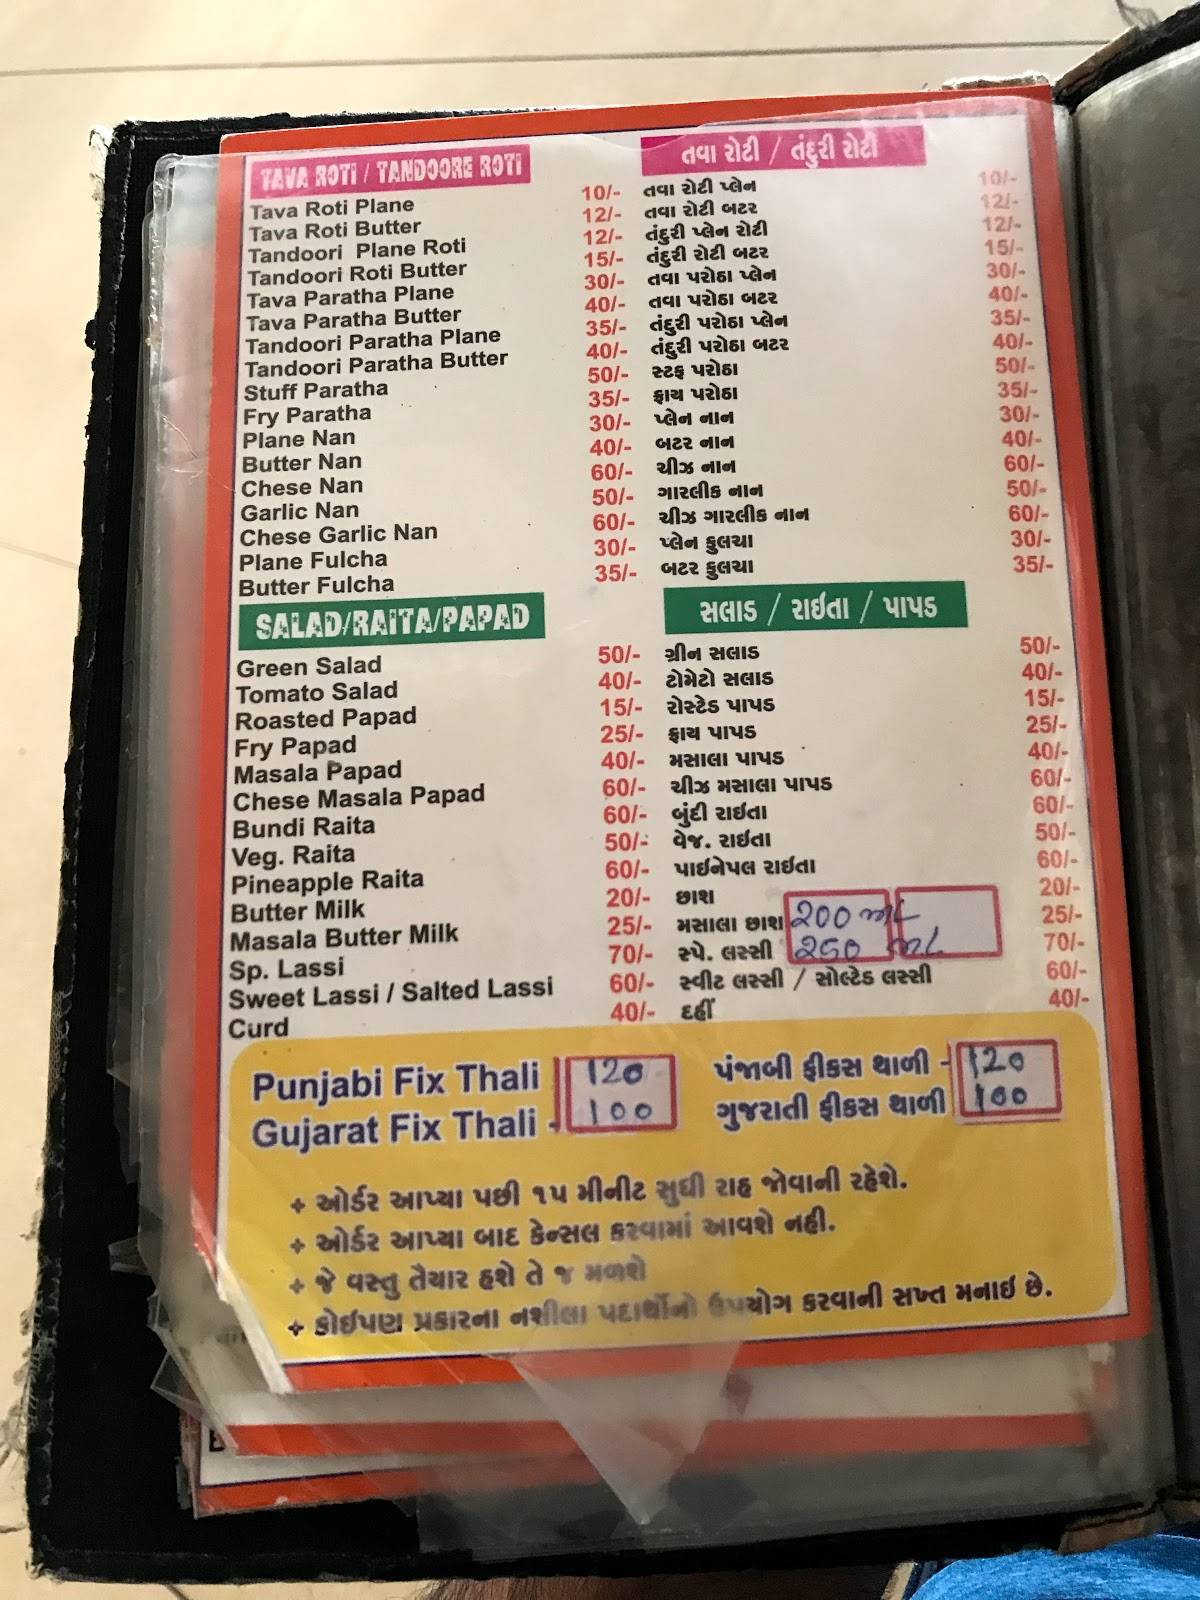 TAVA ROTI / TANDOORE ROTI
Tava Roti Plane 10/-
Tava Roti Butter 12/-
Tandoori Plane Roti 12/-
Tandoori Roti Butter 15/-
Tava Paratha Plane 30/-
Tava Paratha Butter 40/-
Tandoori Paratha Plane 35/-
Tandoori Paratha Butter 40/-
Stuff Paratha 50/-
Fry Paratha 35/-
Plane Nan 30/-
Butter Nan 40/-
Chese Nan 60/-
Garlic Nan 50/-
Chese Garlic Nan 60/-
Plane Fulcha 30/-
Butter Fulcha 35/-
SALAD/RAITA/PAPAD
Green Salad 50/-
Tomato Salad 40/-
Roasted Papad 15/-
Fry Papad 25/-
Masala Papad 40/-
Chese Masala Papad 60/-
Bundi Raita 60/-
Veg. Raita 50/-
Pineapple Raita 60/-
Butter Milk 20/-
Masala Butter Milk 25/-
Sp. Lassi 70/-
Sweet Lassi / Salted Lassi 60/-
Curd 40/-
તવા રોટી / તંદુરી રોટી
તવા રોટી પ્લેન 10/-
તવા રોટી બટર 12/-
તંદુરી પ્લેન રોટી 12/-
તંદુરી રોટી બટર 15/-
તવા પરોઠા પ્લેન 30/-
તવા પરોઠા બટર 40/-
તંદુરી પરોઠા પ્લેન 35/-
તંદુરી પરોઠા બટર 40/-
સ્ટફ પરોઠા 50/-
ફ્રાય પરોઠા 35/-
પ્લેન નાન 30/-
બટર નાન 40/-
ચીઝ નાન 60/-
ગારલીક નાન 50/-
ચીઝ ગારલીક નાન 60/-
પ્લેન કુલચા 30/-
બટર કુલચા 35/-
સલાડ / રાઈતા / પાપડ
ગ્રીન સલાડ 50/-
ટોમેટો સલાડ 40/-
રોસ્ટેડ પાપડ 15/-
ફ્રાય પાપડ 25/-
મસાલા પાપડ 40/-
ચીઝ મસાલા પાપડ 60/-
બુંદી રાઈતા 60/-
વેજ. રાઈતા 50/-
પાઈનેપલ રાઈતા 60/-
છાશ 20/-
મસાલા છાશ 200 mL 25/-
સ્પે. લસ્સી 250 mL 70/-
સ્વીટ લસ્સી / સોલ્ટેડ લસ્સી 60/-
દહીં 40/-
Punjabi Fix Thali 120
Gujarat Fix Thali - 100
પંજાબી ફીકસ થાળી - 120
ગુજરાતી ફીકસ થાળી 100
+ ઓર્ડર આપ્યા પછી ૧૫ મીનીટ સુધી રાહ જોવાની રહેશે.
+ ઓર્ડર આપ્યા બાદ કેન્સલ કરવામાં આવશે નહી.
+ જે વસ્તુ તૈયાર હશે તે જ મળશે
+ કોઈપણ પ્રકારના નશીલા પદાર્થોનો ઉપયોગ કરવાની સખ્ત મનાઇ છે.